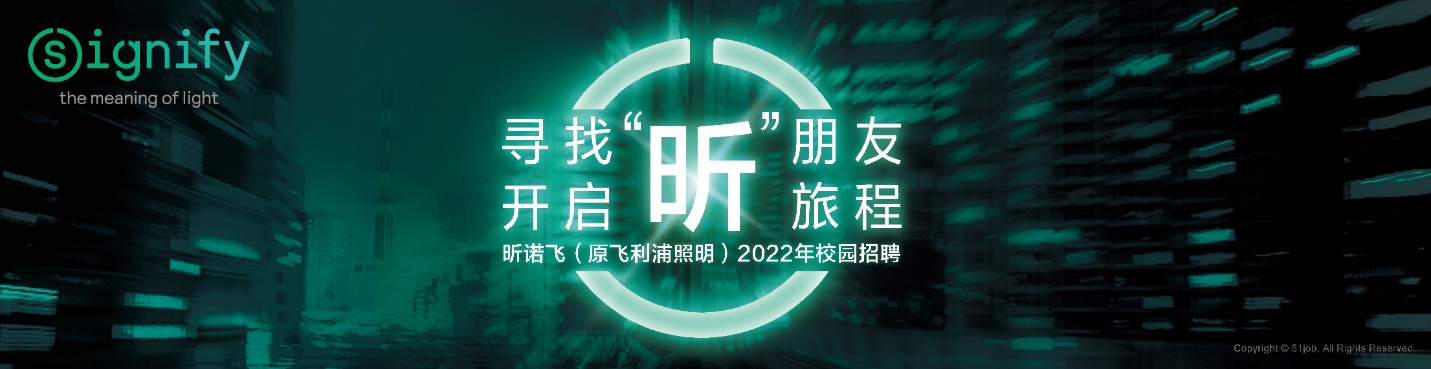 signify
the meaning of light
寻找“昕”朋友
开启 旅程
昕诺飞（原飞利浦照明）2022年校园招聘
Copyright © 51job. All Rights Reserved.